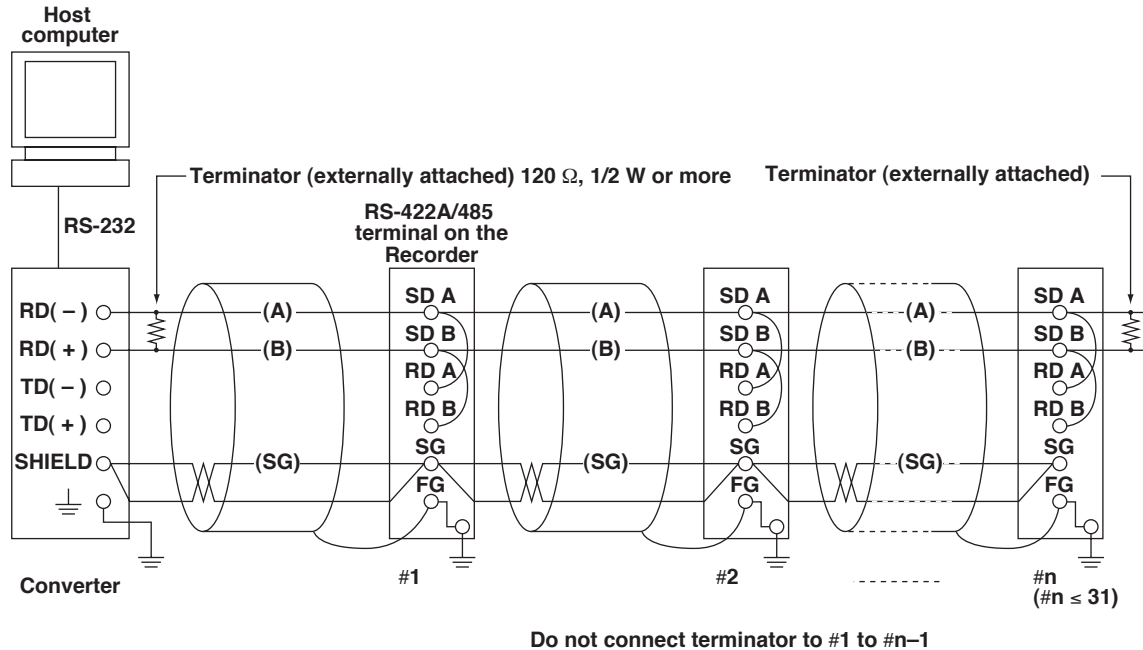 Host
computer
Terminator (externally attached) 120 Ω, 1/2 W or more
Terminator (externally attached)
RS-232
RS-422A/485
terminal on the
Recorder
RD( – )
RD( + )
TD( – )
TD( + )
SHIELD
(A)
(B)
(SG)
SD A
SD B
RD A
RD B
SG
FG
(A)
(B)
(SG)
SD A
SD B
RD A
RD B
SG
FG
(A)
(B)
(SG)
SD A
SD B
RD A
RD B
SG
FG
Converter
#1
#2
#n
(#n ≤ 31)
Do not connect terminator to #1 to #n–1